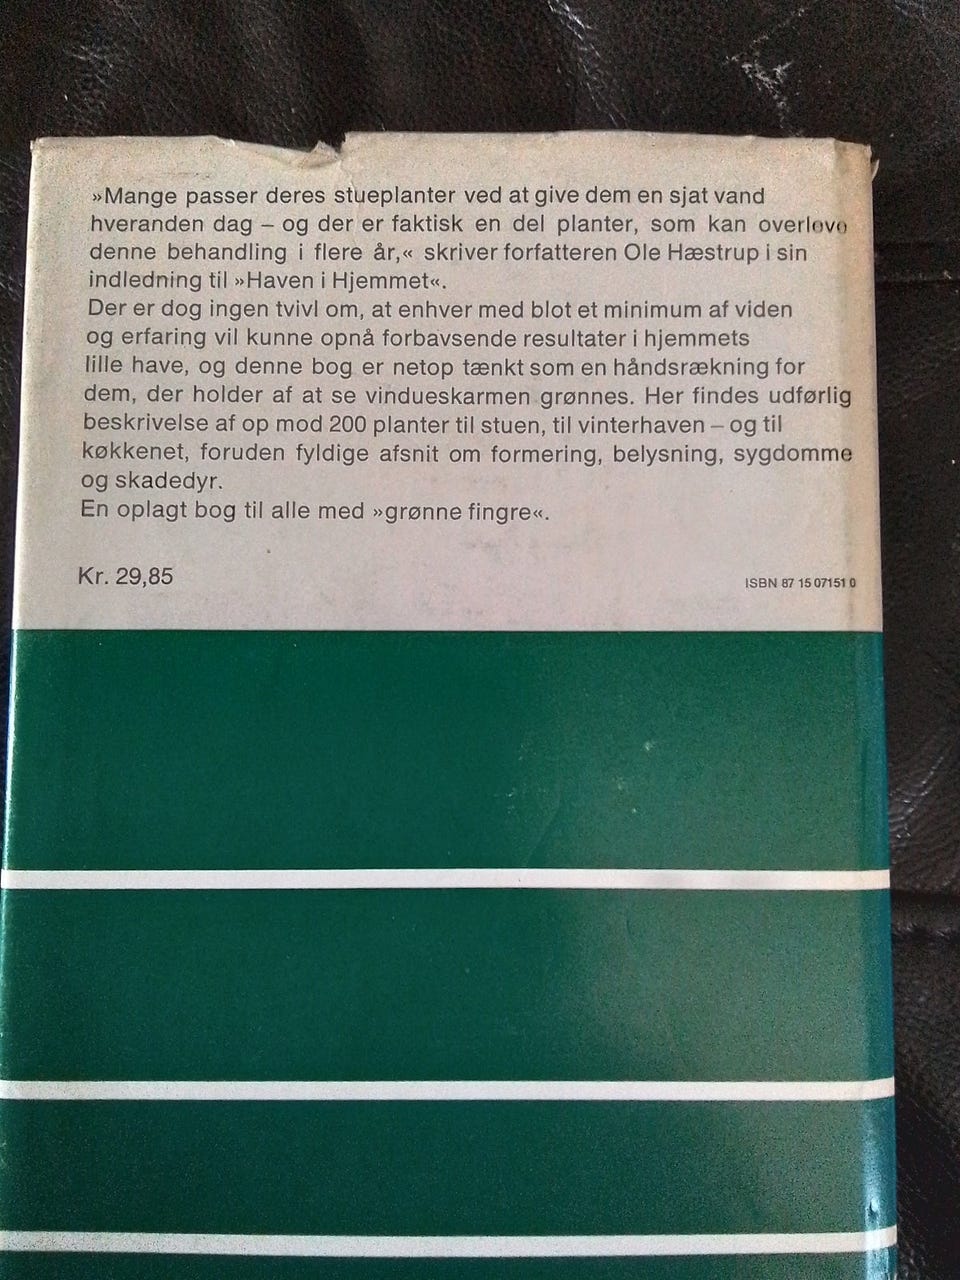 »Mange passer deres stueplanter ved at give dem en sjat vand
hveranden dag – og der er faktisk en del planter, som kan overleve
denne behandling i flere år,« skriver forfatteren Ole Hæstrup i sin
indledning til »Haven i Hjemmet«.
Der er dog ingen tvivl om, at enhver med blot et minimum af viden
og erfaring vil kunne opnå forbavsende resultater i hjemmets
lille have, og denne bog er netop tænkt som en håndsrækning for
dem, der holder af at se vindueskarmen grønnes. Her findes udførlig
beskrivelse af op mod 200 planter til stuen, til vinterhaven – og til
køkkenet, foruden fyldige afsnit om formering, belysning, sygdomme
og skadedyr.
En oplagt bog til alle med »grønne fingre«.
Kr. 29,85
ISBN 87 15 07151 0